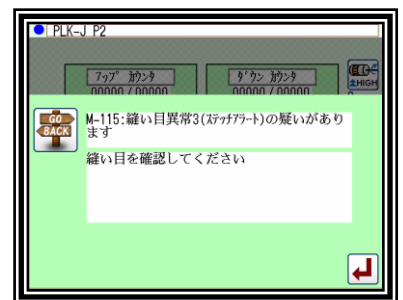 PLK-J P2
アップ カウンタ
ダウン カウンタ
00000 / 00000
00000 / 00000
HIGH
GO
BACK
M-115:縫い目異常3(ステッチアラート)の疑いがあり
ます
縫い目を確認してください